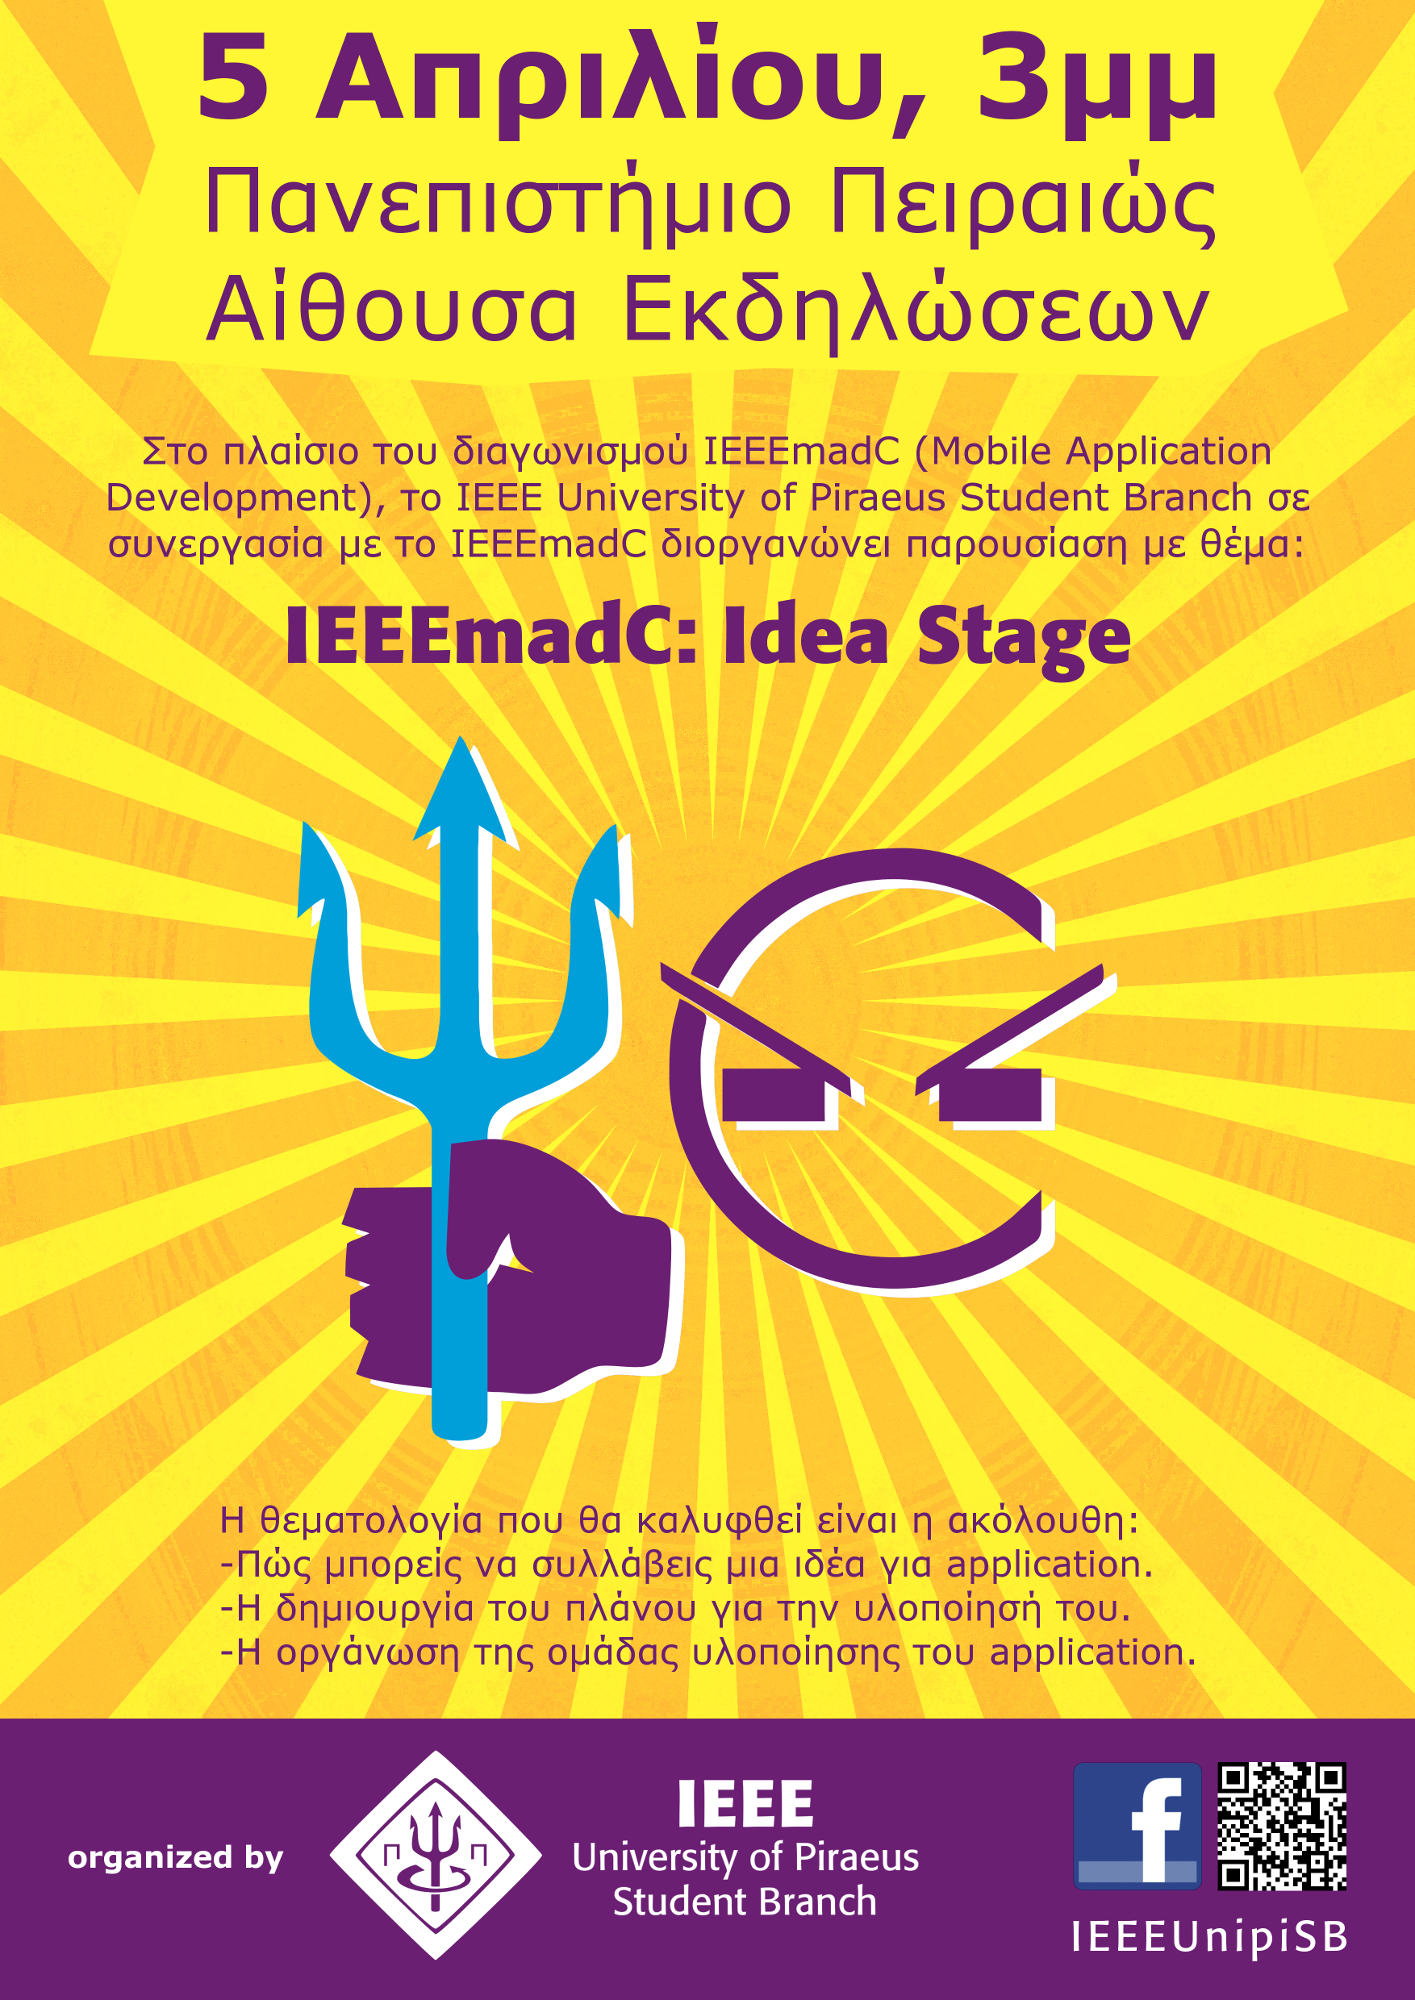 5 Απριλίου, 3μμ
Πανεπιστήμιο Πειραιώς
Αίθουσα Εκδηλώσεων
Στο πλαίσιο του διαγωνισμού IEEEmadC (Mobile Application
Development), το IEEE University of Piraeus Student Branch σε
συνεργασία με το IEEEmadC διοργανώνει παρουσίαση με θέμα:
IEEEmadC: Idea Stage
Η θεματολογία που θα καλυφθεί είναι η ακόλουθη:
-Πώς μπορείς να συλλάβεις μια ιδέα για application.
-Η δημιουργία του πλάνου για την υλοποίησή του.
-Η οργάνωση της ομάδας υλοποίησης του application.
organized by
Π Π
IEEE
University of Piraeus
Student Branch
f
IEEEUnipiSB